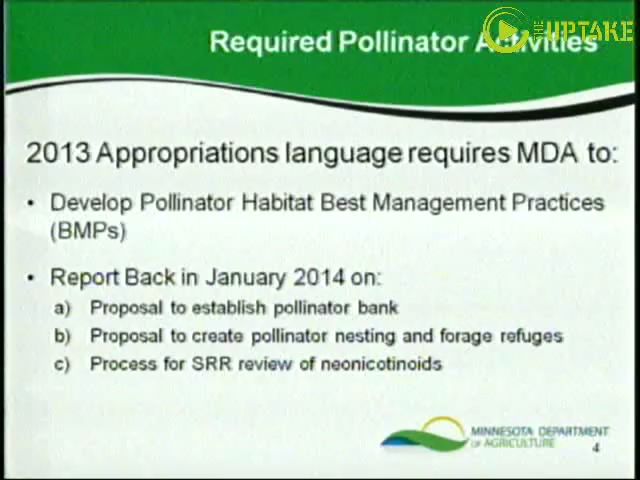 THE UPTAKE
Required Pollinator Activities
2013 Appropriations language requires MDA to:
• Develop Pollinator Habitat Best Management Practices
(BMPs)
• Report Back in January 2014 on:
a) Proposal to establish pollinator bank
b) Proposal to create pollinator nesting and forage refuges
c) Process for SRR review of neonicotinoids
MINNESOTA DEPARTMENT
OF AGRICULTURE
4